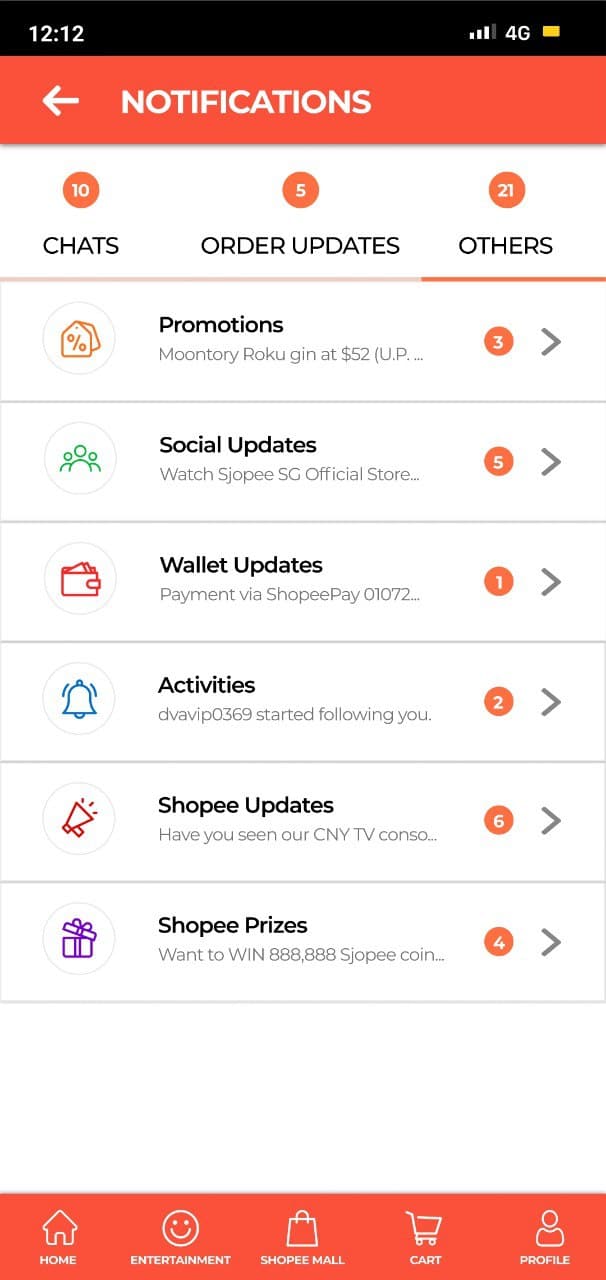 12:12 4G
NOTIFICATIONS
10 5 21
CHATS ORDER UPDATES OTHERS
Promotions
Moontory Roku gin at $52 (U.P. ...
3
Social Updates
Watch Sjopee SG Official Store...
5
Wallet Updates
Payment via ShopeePay 01072...
1
Activities
dvavip0369 started following you.
2
Shopee Updates
Have you seen our CNY TV conso...
6
Shopee Prizes
Want to WIN 888,888 Sjopee coin...
4
HOME ENTERTAINMENT SHOPEE MALL CART PROFILE